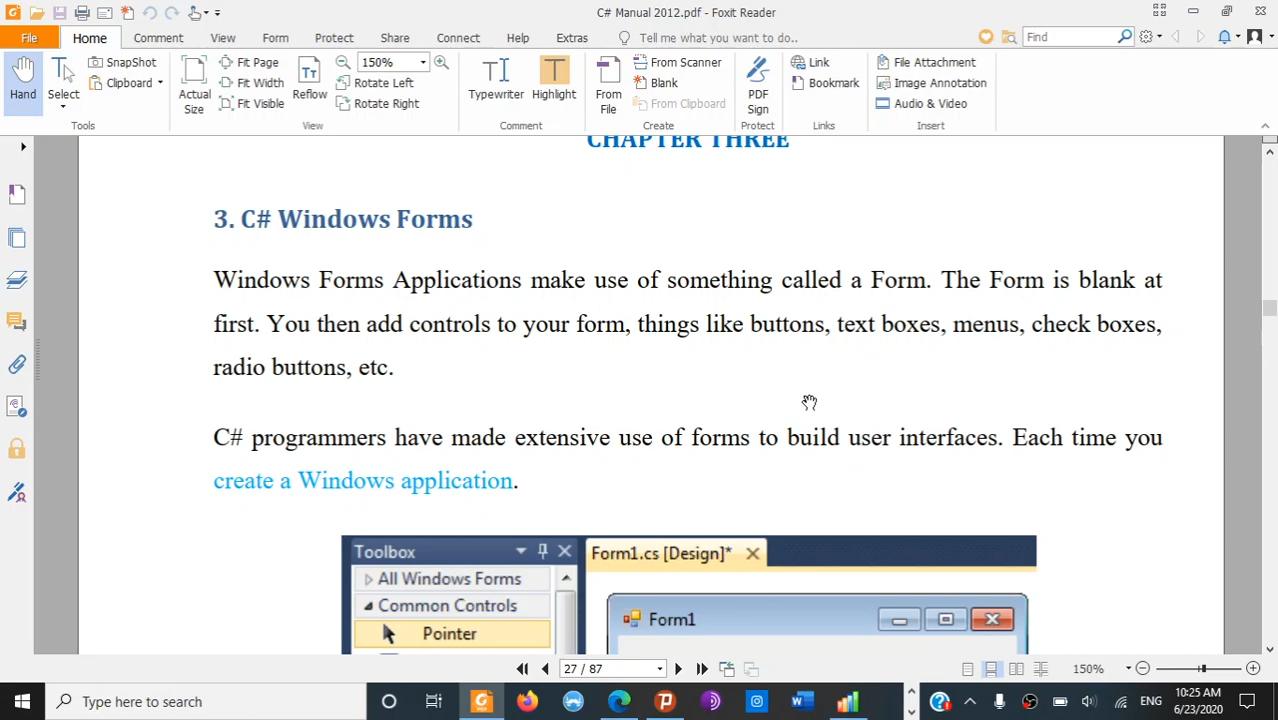 C# Manual 2012.pdf - Foxit Reader
File Home Comment View Form Protect Share Connect Help Extras Tell me what you want to do.. Find
Hand
Select
SnapShot
Clipboard
Tools
Actual Size
Fit Page
Fit Width
Fit Visible
Reflow
150%
Rotate Left
Rotate Right
View
Typewriter
Highlight
Comment
From File
From Scanner
Blank
From Clipboard
Create
PDF Sign
Protect
Link
Bookmark
Links
File Attachment
Image Annotation
Audio & Video
Insert
CHAPTER THREE
3. C# Windows Forms
Windows Forms Applications make use of something called a Form. The Form is blank at
first. You then add controls to your form, things like buttons, text boxes, menus, check boxes,
radio buttons, etc.
C# programmers have made extensive use of forms to build user interfaces. Each time you
create a Windows application.
Toolbox
All Windows Forms
Common Controls
Pointer
Form1.cs [Design]*
Form1
27 / 87
150%
Type here to search
ENG
10:25 AM
6/23/2020